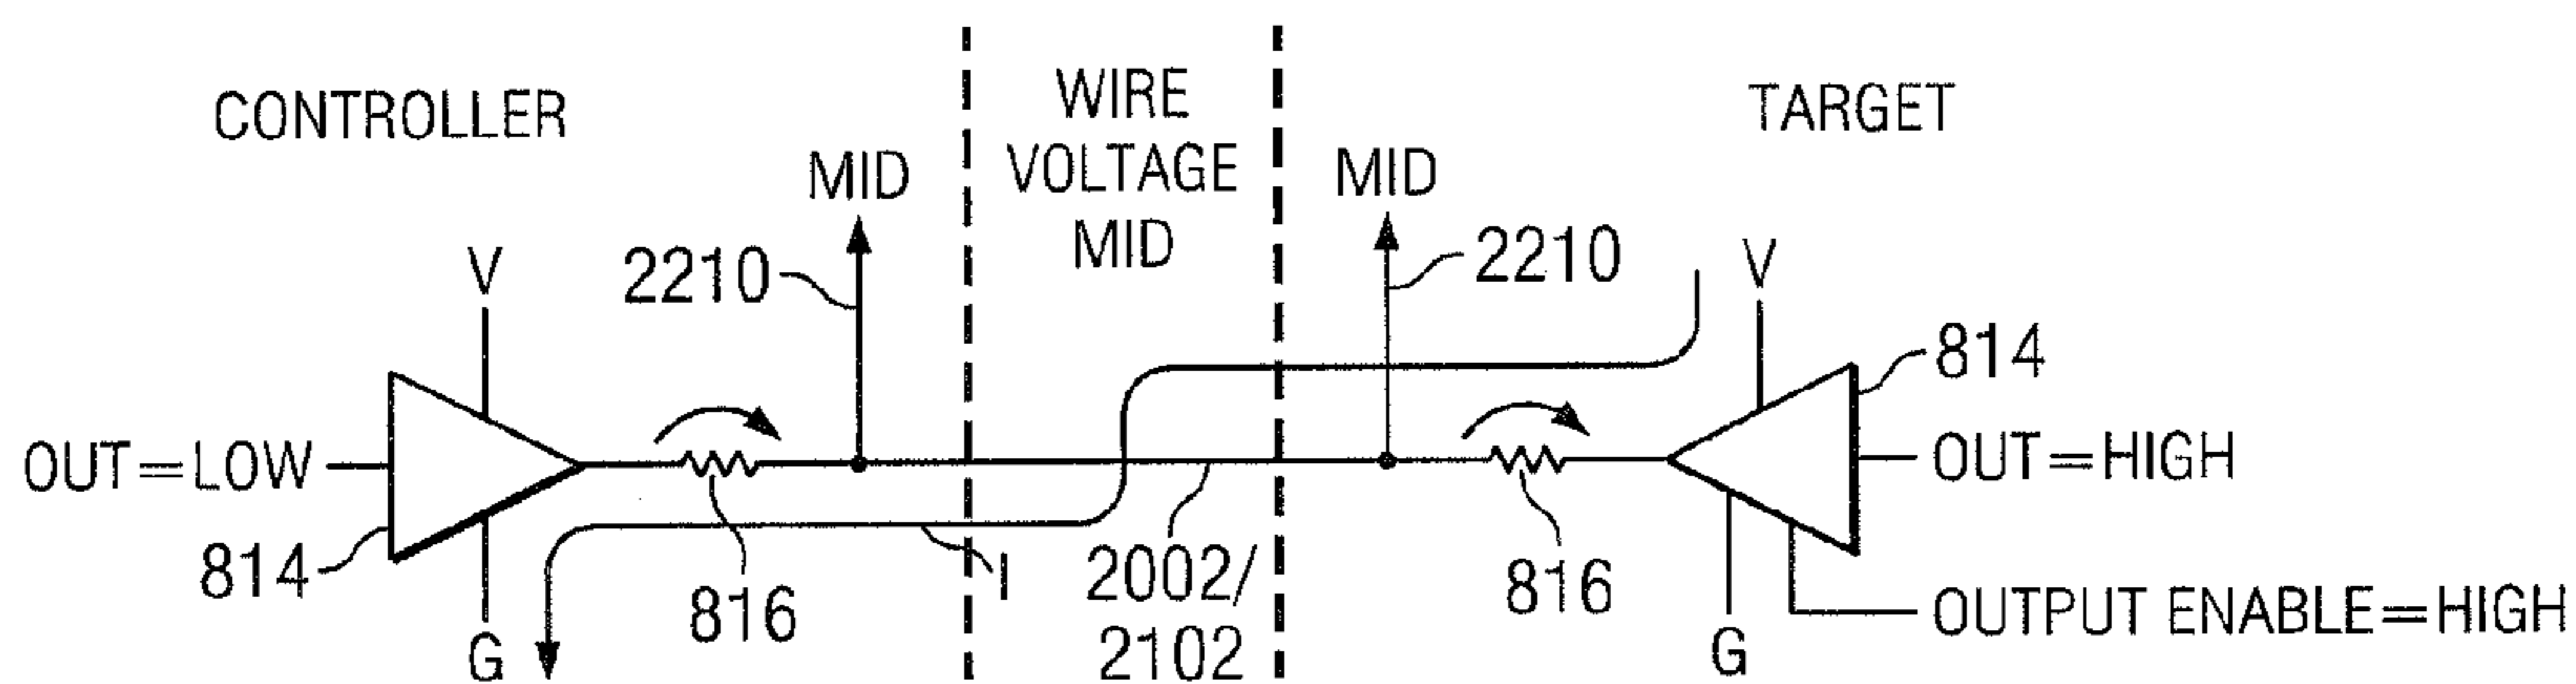 CONTROLLER
WIRE
VOLTAGE
MID
TARGET
MID
MID
V
2210
2210
V
814
OUT=LOW
OUT=HIGH
814
G
816
I
2002/
2102
816
G
OUTPUT ENABLE=HIGH